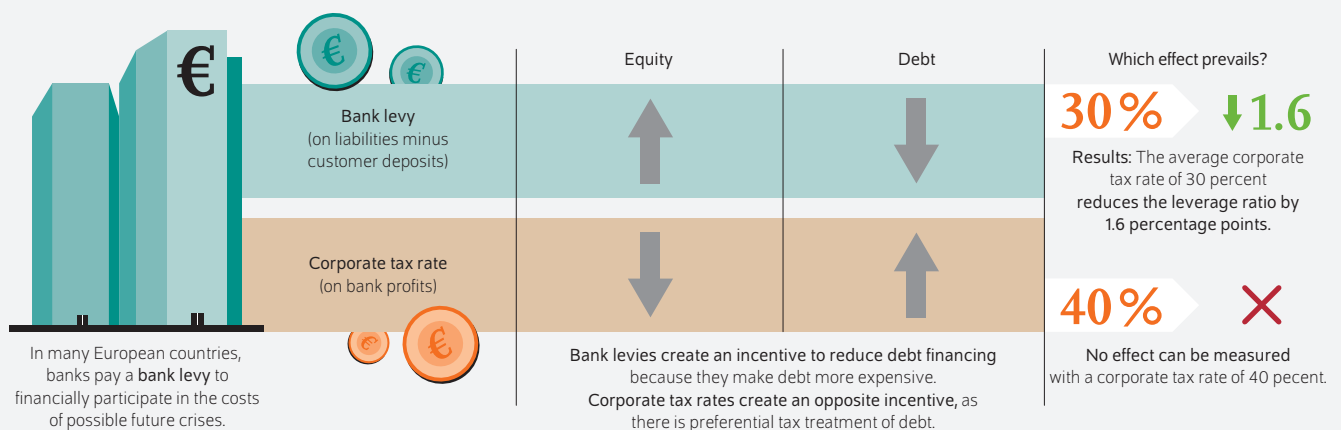 €
€
€
Bank levy
(on liabilities minus
customer deposits)
Corporate tax rate
(on bank profits)
€
€
In many European countries,
banks pay a bank levy to
financially participate in the costs
of possible future crises.
Equity
Debt
Bank levies create an incentive to reduce debt financing
because they make debt more expensive.
Corporate tax rates create an opposite incentive, as
there is preferential tax treatment of debt.
Which effect prevails?
30 % 1.6
Results: The average corporate
tax rate of 30 percent
reduces the leverage ratio by
1.6 percentage points.
40 %
No effect can be measured
with a corporate tax rate of 40 pecent.